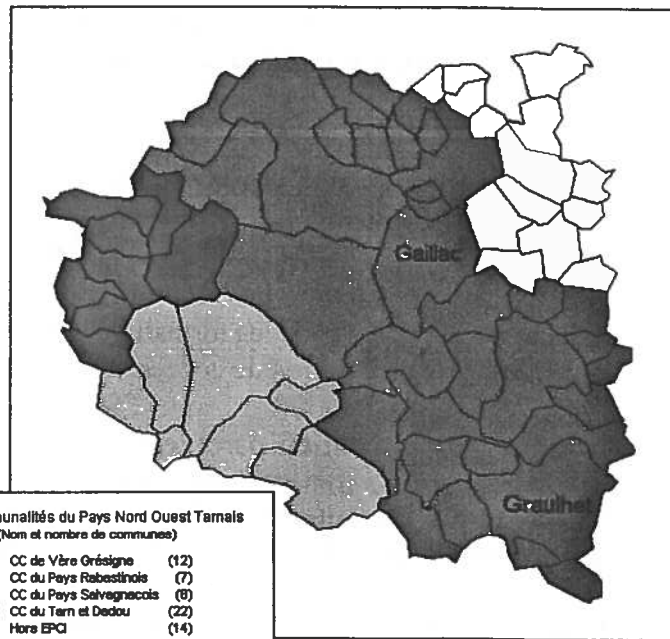 Gaillac
Graulhet
unalités du Pays Nord Ouest Tarnais
(Nom et nombre de communes)
CC de Vère Grésigne (12)
CC du Pays Rabastinois (7)
CC du Pays Salvagnacois (8)
CC du Tarn et Dadou (22)
Hors EPCI (14)